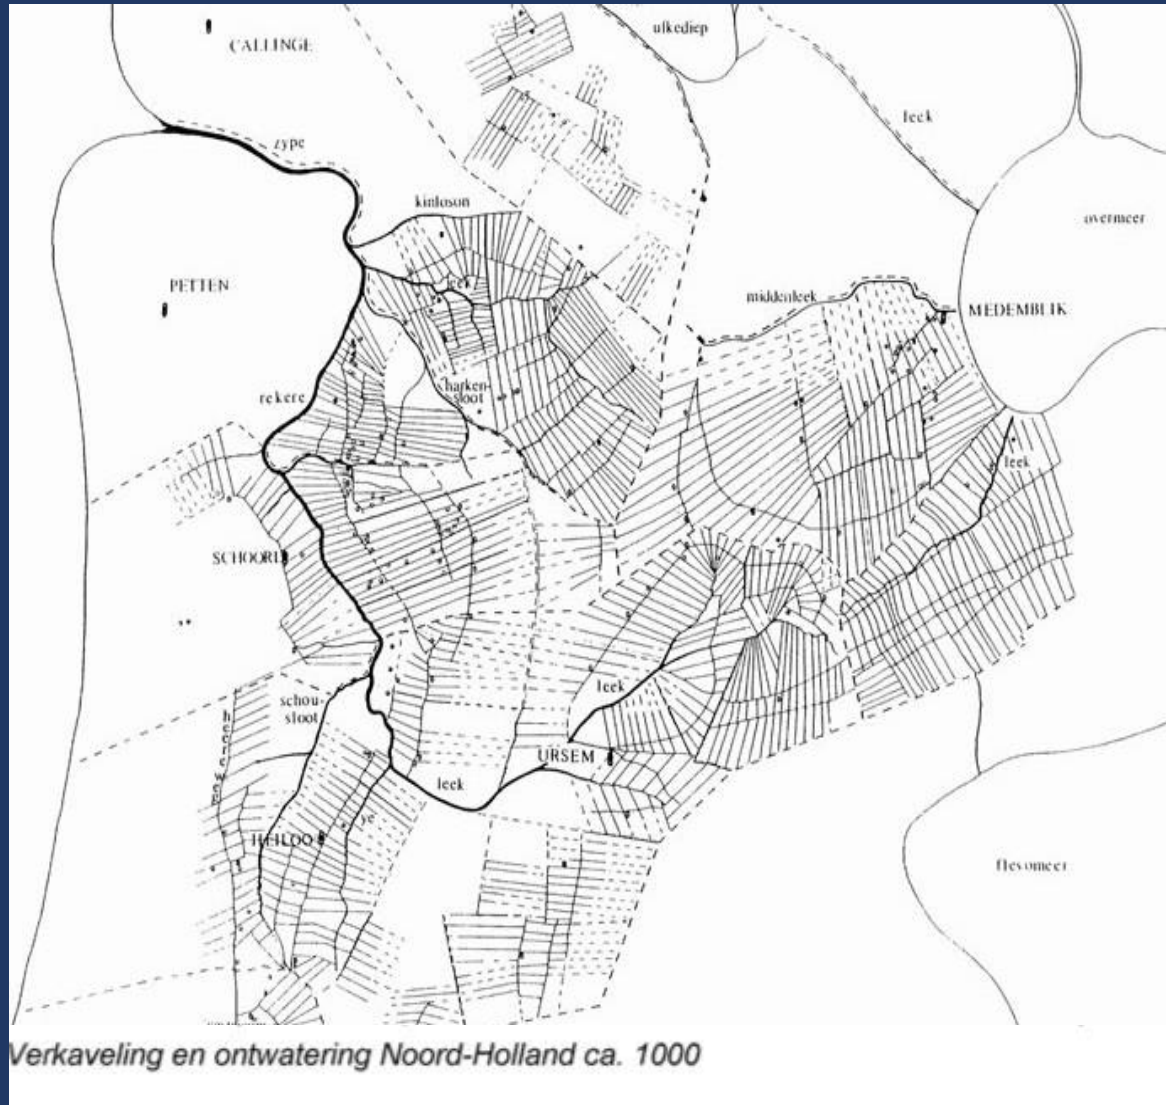 CALLINGE
ulkediep
leek
zype
kinloson
overmeer
PETTEN
leek
middenleek
MEDEMBLIK
rekere
harken-
sloot
leek
SCHOORL
leek
schou-
sloot
hereweg
URSEM
leek
HEILOO
ye
flevomeer
Verkaveling en ontwatering Noord-Holland ca. 1000